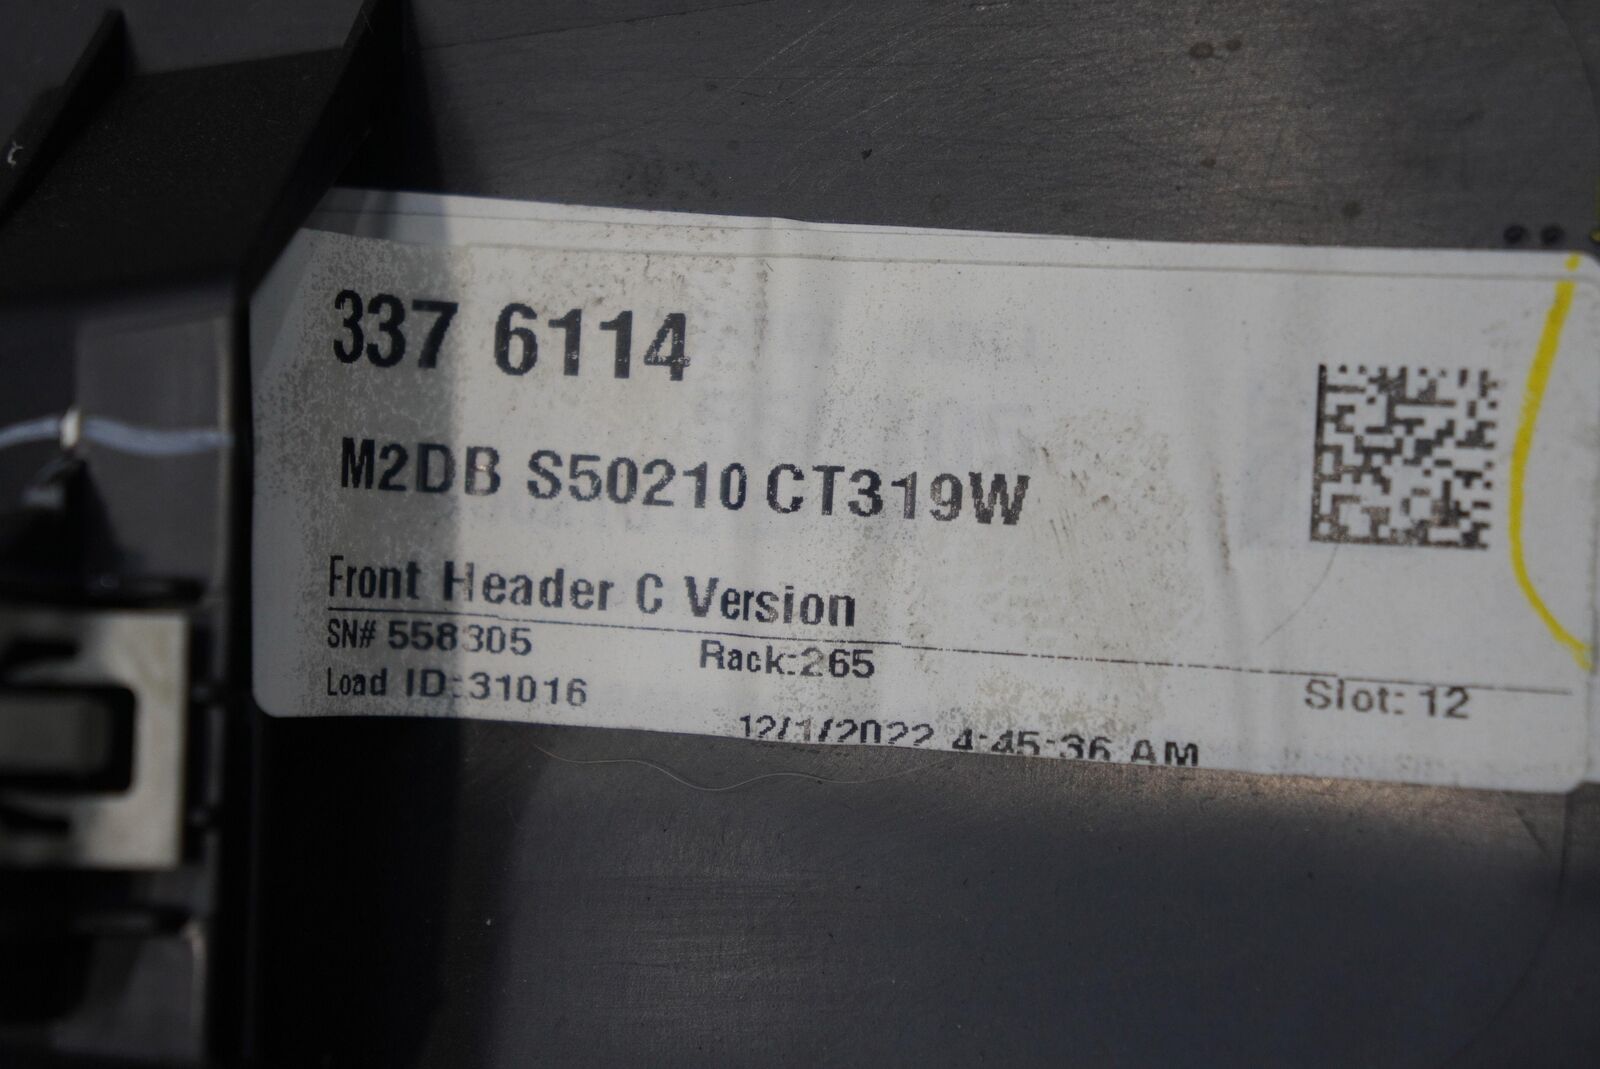 337 6114
M2DB S50210 CT319W
Front Header C Version
SN# 558305 Rack:265 Slot: 12
Load ID:31016
12/1/2022 4:45:36 AM